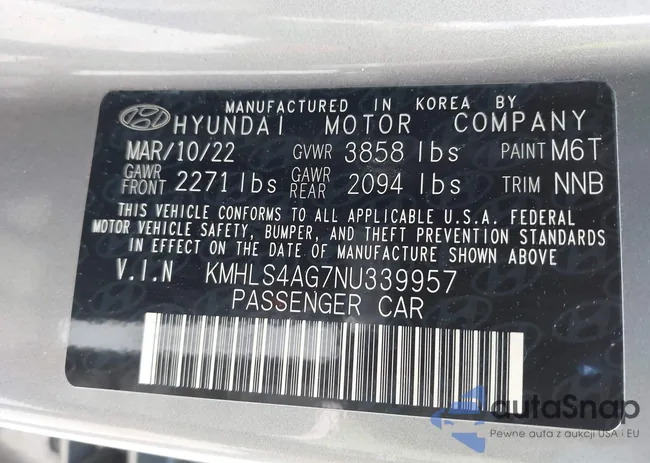 MANUFACTURED IN KOREA BY
HYUNDAI MOTOR COMPANY
MAR/10/22 GVWR 3858 lbs PAINT M6T
GAWR FRONT 2271 lbs GAWR REAR 2094 lbs TRIM NNB
THIS VEHICLE CONFORMS TO ALL APPLICABLE U.S.A. FEDERAL
MOTOR VEHICLE SAFETY, BUMPER, AND THEFT PREVENTION STANDARDS
IN EFFECT ON THE DATE OF MANUFACTURE SHOWN ABOVE
V.I.N KMHLS4AG7NU339957
PASSENGER CAR
autaSnap
Pewne auta z aukcji USA i EU